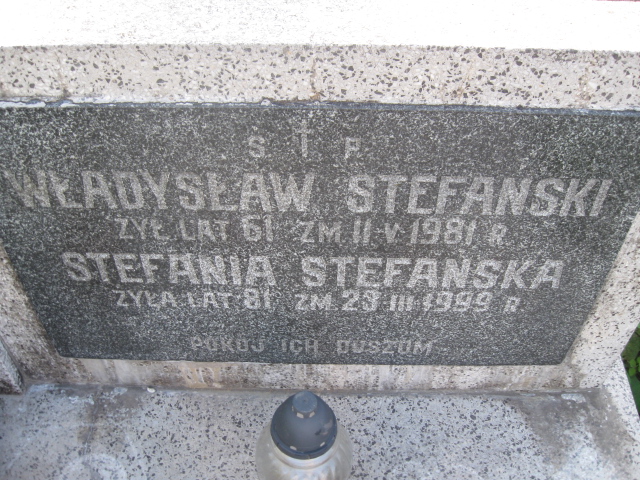 Ś † P
WŁADYSŁAW STEFAŃSKI
ŻYŁ LAT 61 ZM. 11-V-1981 R
STEFANIA STEFAŃSKA
ŻYŁA LAT 81 ZM. 29 III 1999 R
POKÓJ ICH DUSZOM